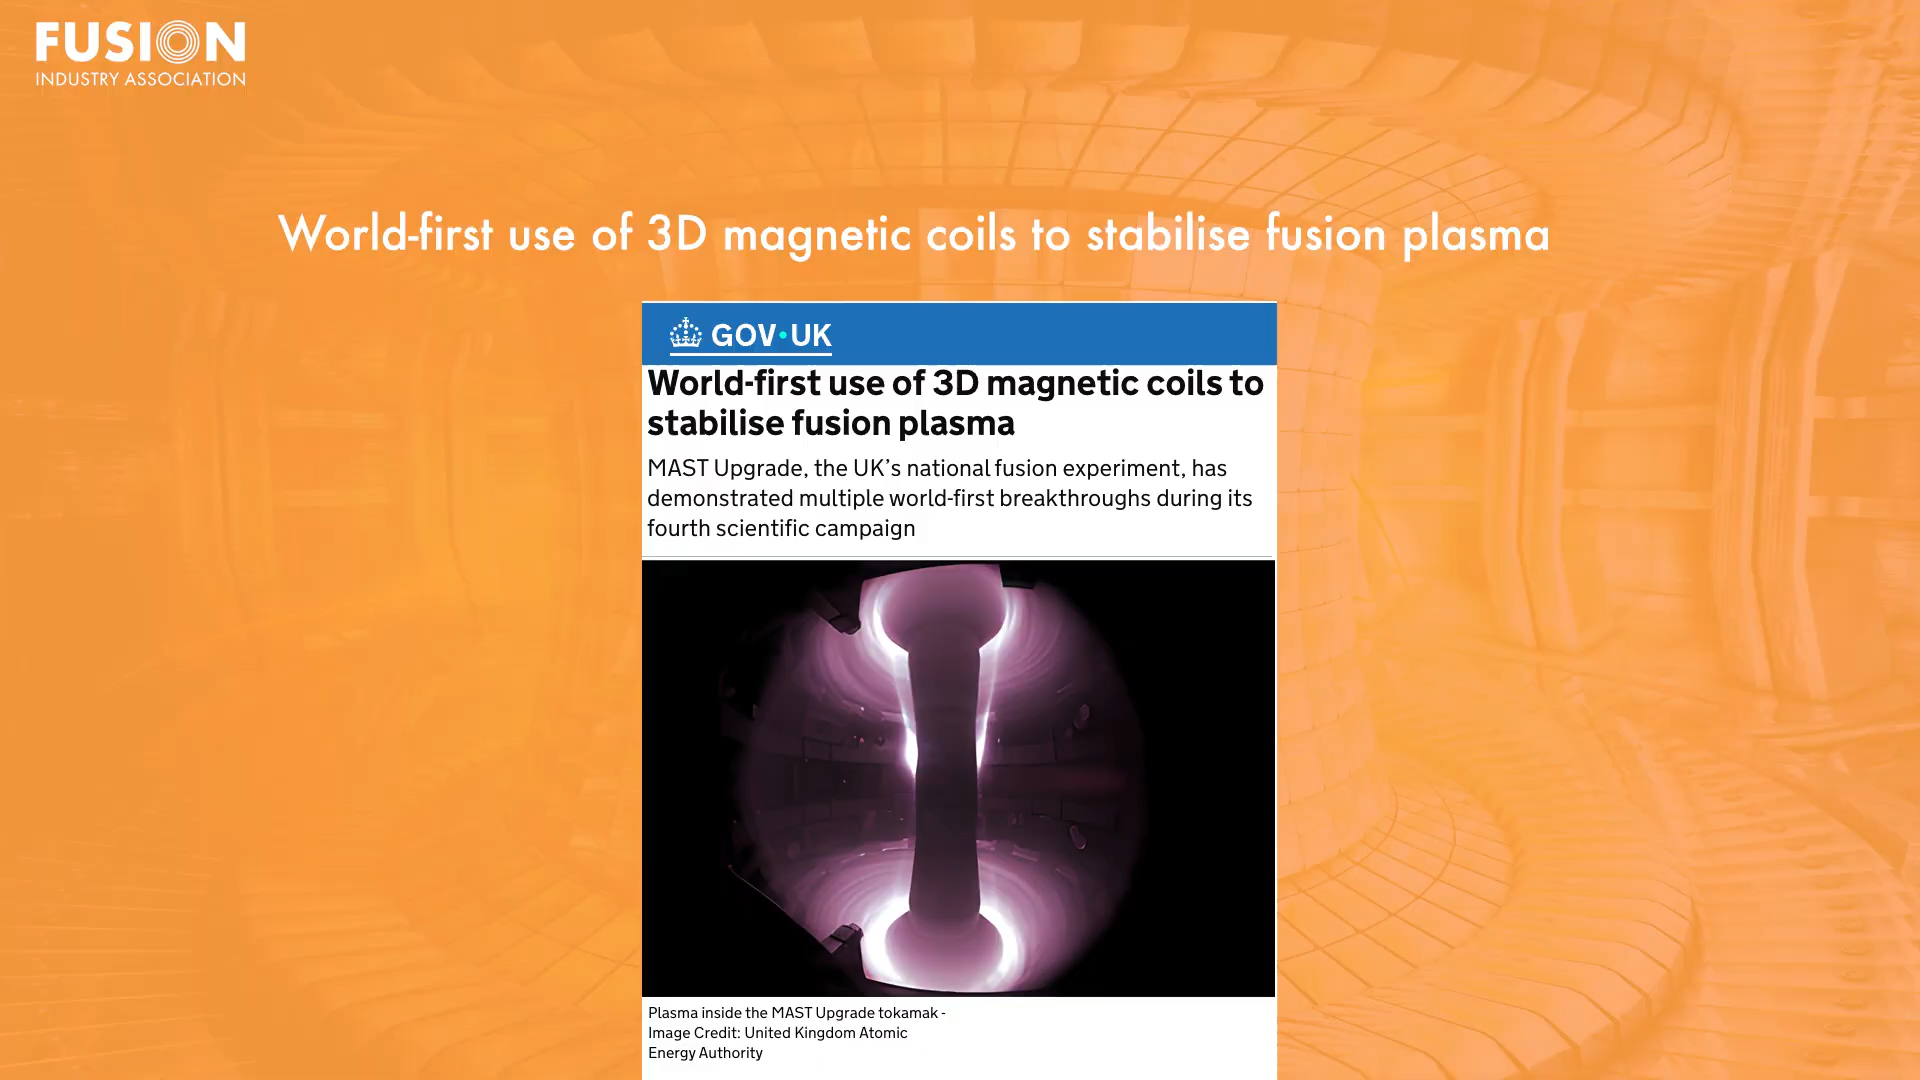 FUSION
INDUSTRY ASSOCIATION
World-first use of 3D magnetic coils to stabilise fusion plasma
GOV•UK
World-first use of 3D magnetic coils to
stabilise fusion plasma
MAST Upgrade, the UK’s national fusion experiment, has
demonstrated multiple world-first breakthroughs during its
fourth scientific campaign
Plasma inside the MAST Upgrade tokamak -
Image Credit: United Kingdom Atomic
Energy Authority